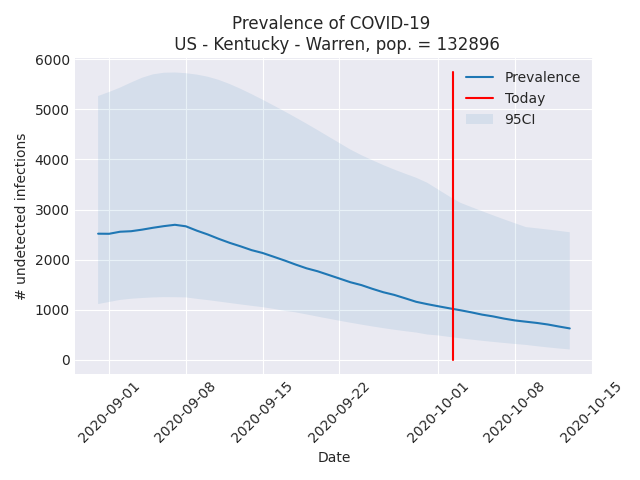 Prevalence of COVID-19
US - Kentucky - Warren, pop. = 132896
6000
5000
4000
3000
2000
1000
0
# undetected infections
Prevalence
Today
95CI
2020-09-01
2020-09-08
2020-09-15
2020-09-22
2020-10-01
2020-10-08
2020-10-15
Date